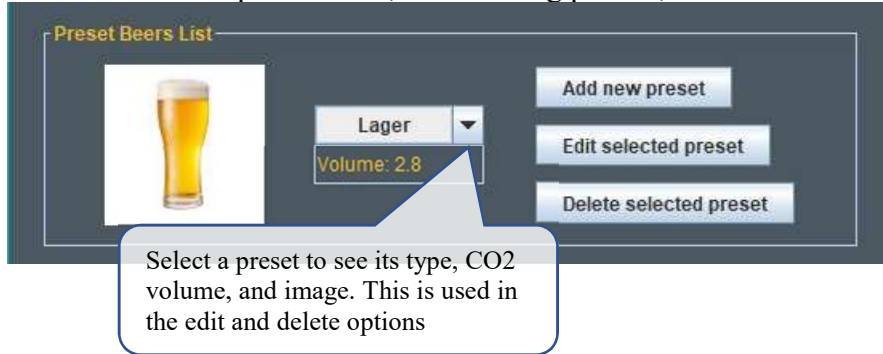 Preset Beers List
Lager
Volume: 2.8
Add new preset
Edit selected preset
Delete selected preset
Select a preset to see its type, CO2
volume, and image. This is used in
the edit and delete options